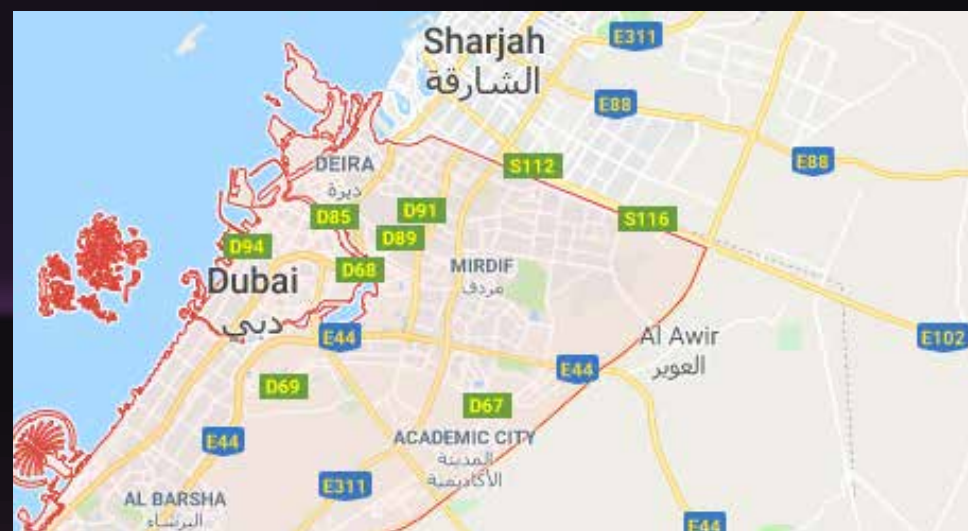 Sharjah
الشارقة
E311
E88
E88
DEIRA
ديرة
S112
D85
D91
S116
D94
D89
D68
MIRDIF
مردف
Dubai
دبي
E44
Al Awir
العوير
E102
E44
D69
D67
E44
ACADEMIC CITY
المدينة
الأكاديمية
E311
AL BARSHA
البرشاء
E44